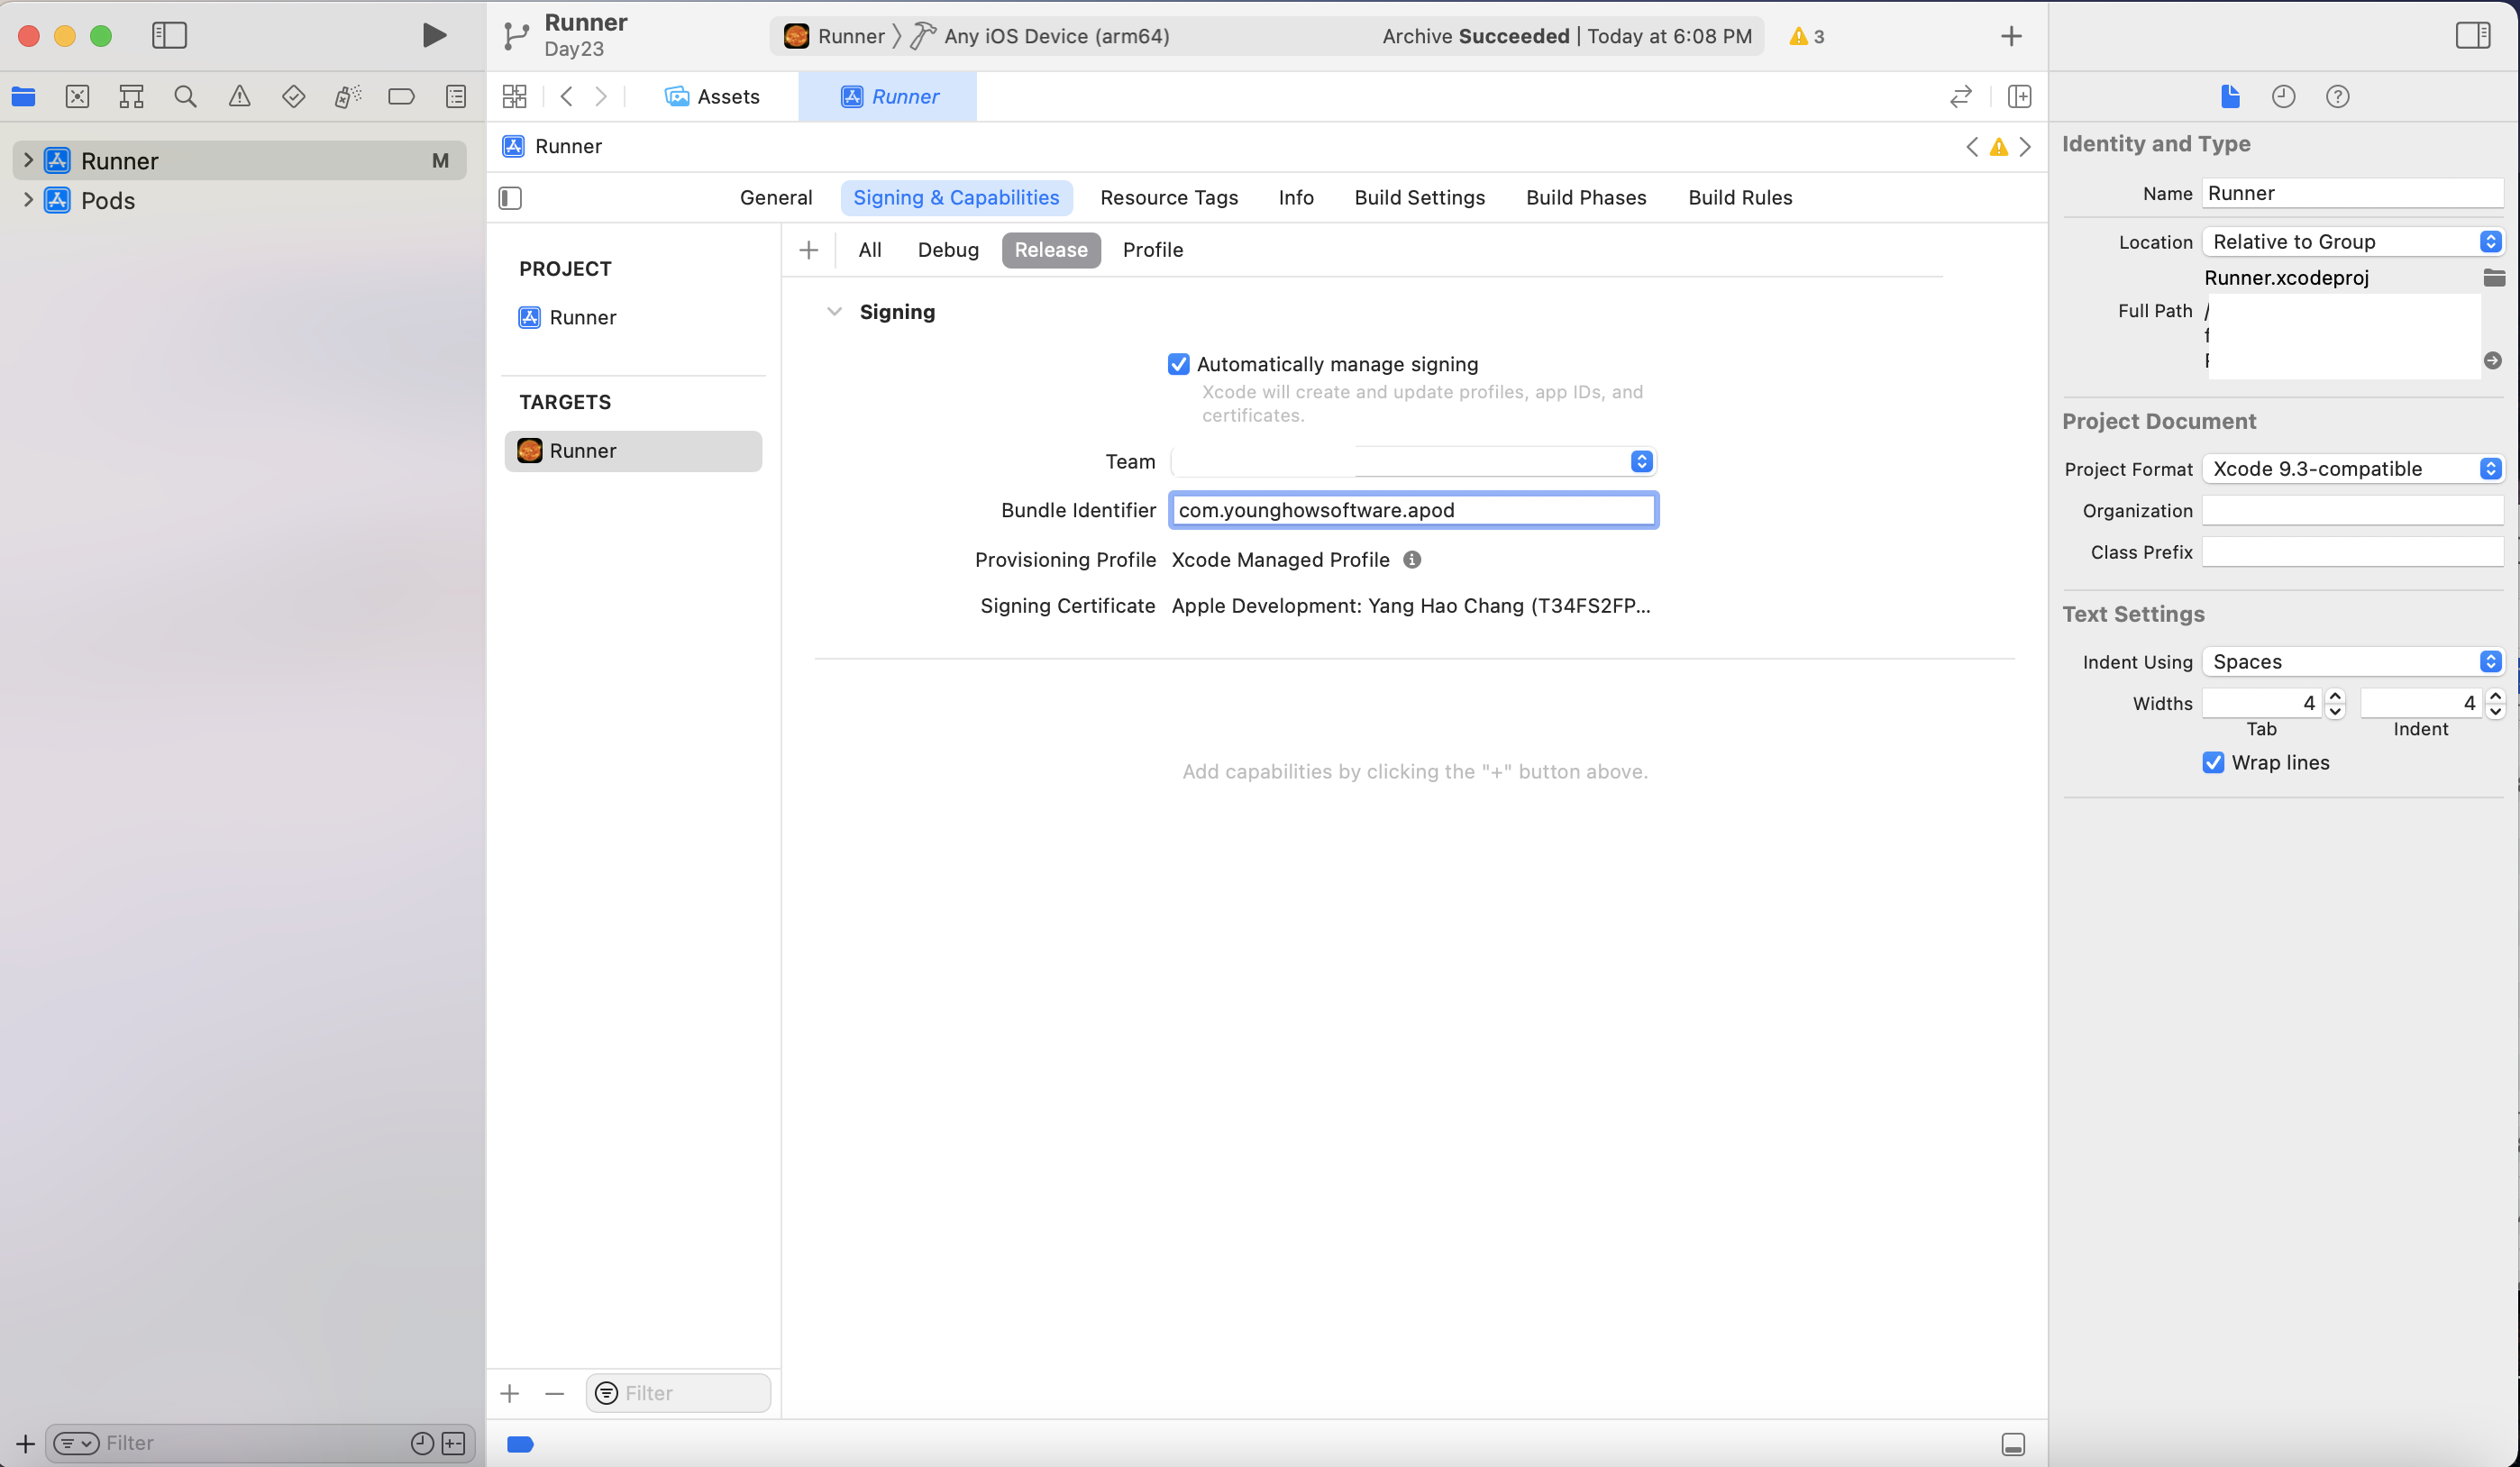 Runner
Day23
Runner
Any iOS Device (arm64)
Archive Succeeded | Today at 6:08 PM
3
Assets
Runner
Runner
M
Pods
Runner
General
Signing & Capabilities
Resource Tags
Info
Build Settings
Build Phases
Build Rules
PROJECT
Runner
TARGETS
Runner
All
Debug
Release
Profile
Signing
Automatically manage signing
Xcode will create and update profiles, app IDs, and
certificates.
Team
Bundle Identifier
com.younghowsoftware.apod
Provisioning Profile
Xcode Managed Profile
Signing Certificate
Apple Development: Yang Hao Chang (T34FS2FP...
Add capabilities by clicking the "+" button above.
Filter
Filter
Identity and Type
Name
Runner
Location
Relative to Group
Runner.xcodeproj
Full Path
/
Project Document
Project Format
Xcode 9.3-compatible
Organization
Class Prefix
Text Settings
Indent Using
Spaces
Widths
4
4
Tab
Indent
Wrap lines